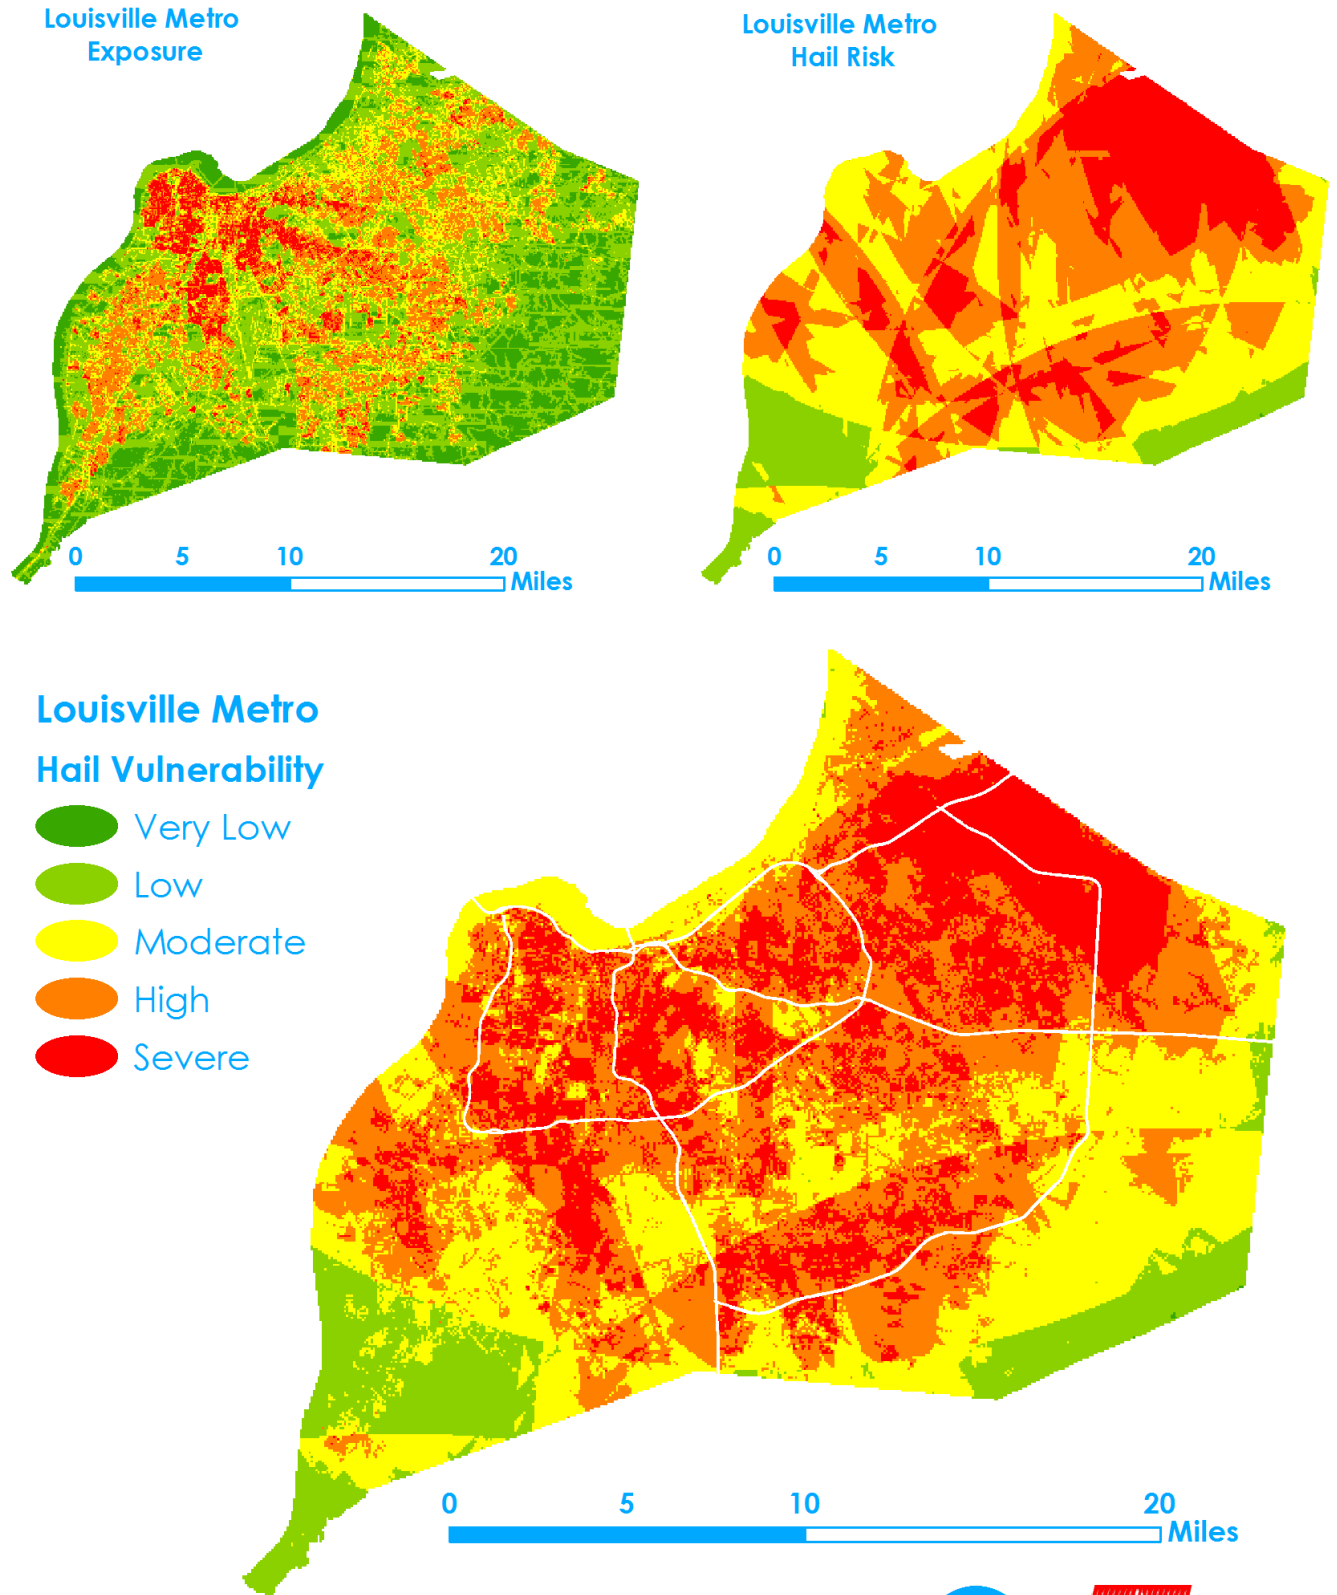 Louisville Metro
Exposure
Louisville Metro
Hail Risk
0 5 10 20
Miles
0 5 10 20
Miles
Louisville Metro
Hail Vulnerability
Very Low
Low
Moderate
High
Severe
0 5 10 20
Miles